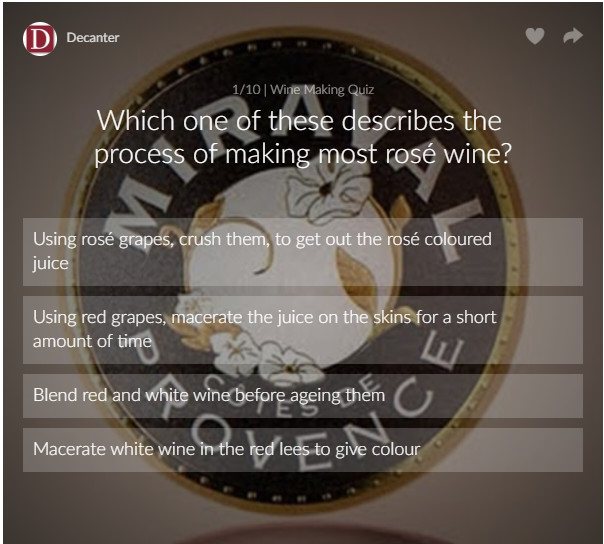 D Decanter
1/10 | Wine Making Quiz
Which one of these describes the
process of making most rosé wine?
Using rosé grapes, crush them, to get out the rosé coloured
juice
Using red grapes, macerate the juice on the skins for a short
amount of time
Blend red and white wine before ageing them
Macerate white wine in the red lees to give colour
MIRAVAL
CÔTES DE
PROVENCE